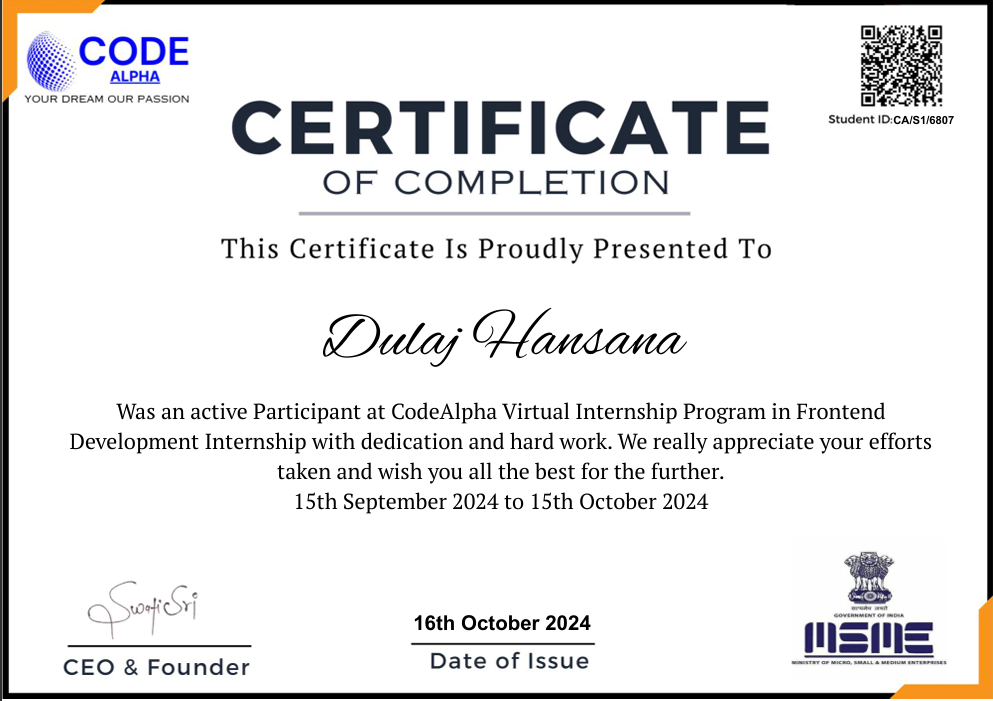 CODE
ALPHA
YOUR DREAM OUR PASSION
Student ID:CA/S1/6807
CERTIFICATE
OF COMPLETION
This Certificate Is Proudly Presented To
Dulaj Hansana
Was an active Participant at CodeAlpha Virtual Internship Program in Frontend
Development Internship with dedication and hard work. We really appreciate your efforts
taken and wish you all the best for the further.
15th September 2024 to 15th October 2024
SwatiSri
CEO & Founder
16th October 2024
Date of Issue
सत्यमेव जयते
GOVERNMENT OF INDIA
MSME
MINISTRY OF MICRO, SMALL & MEDIUM ENTERPRISES